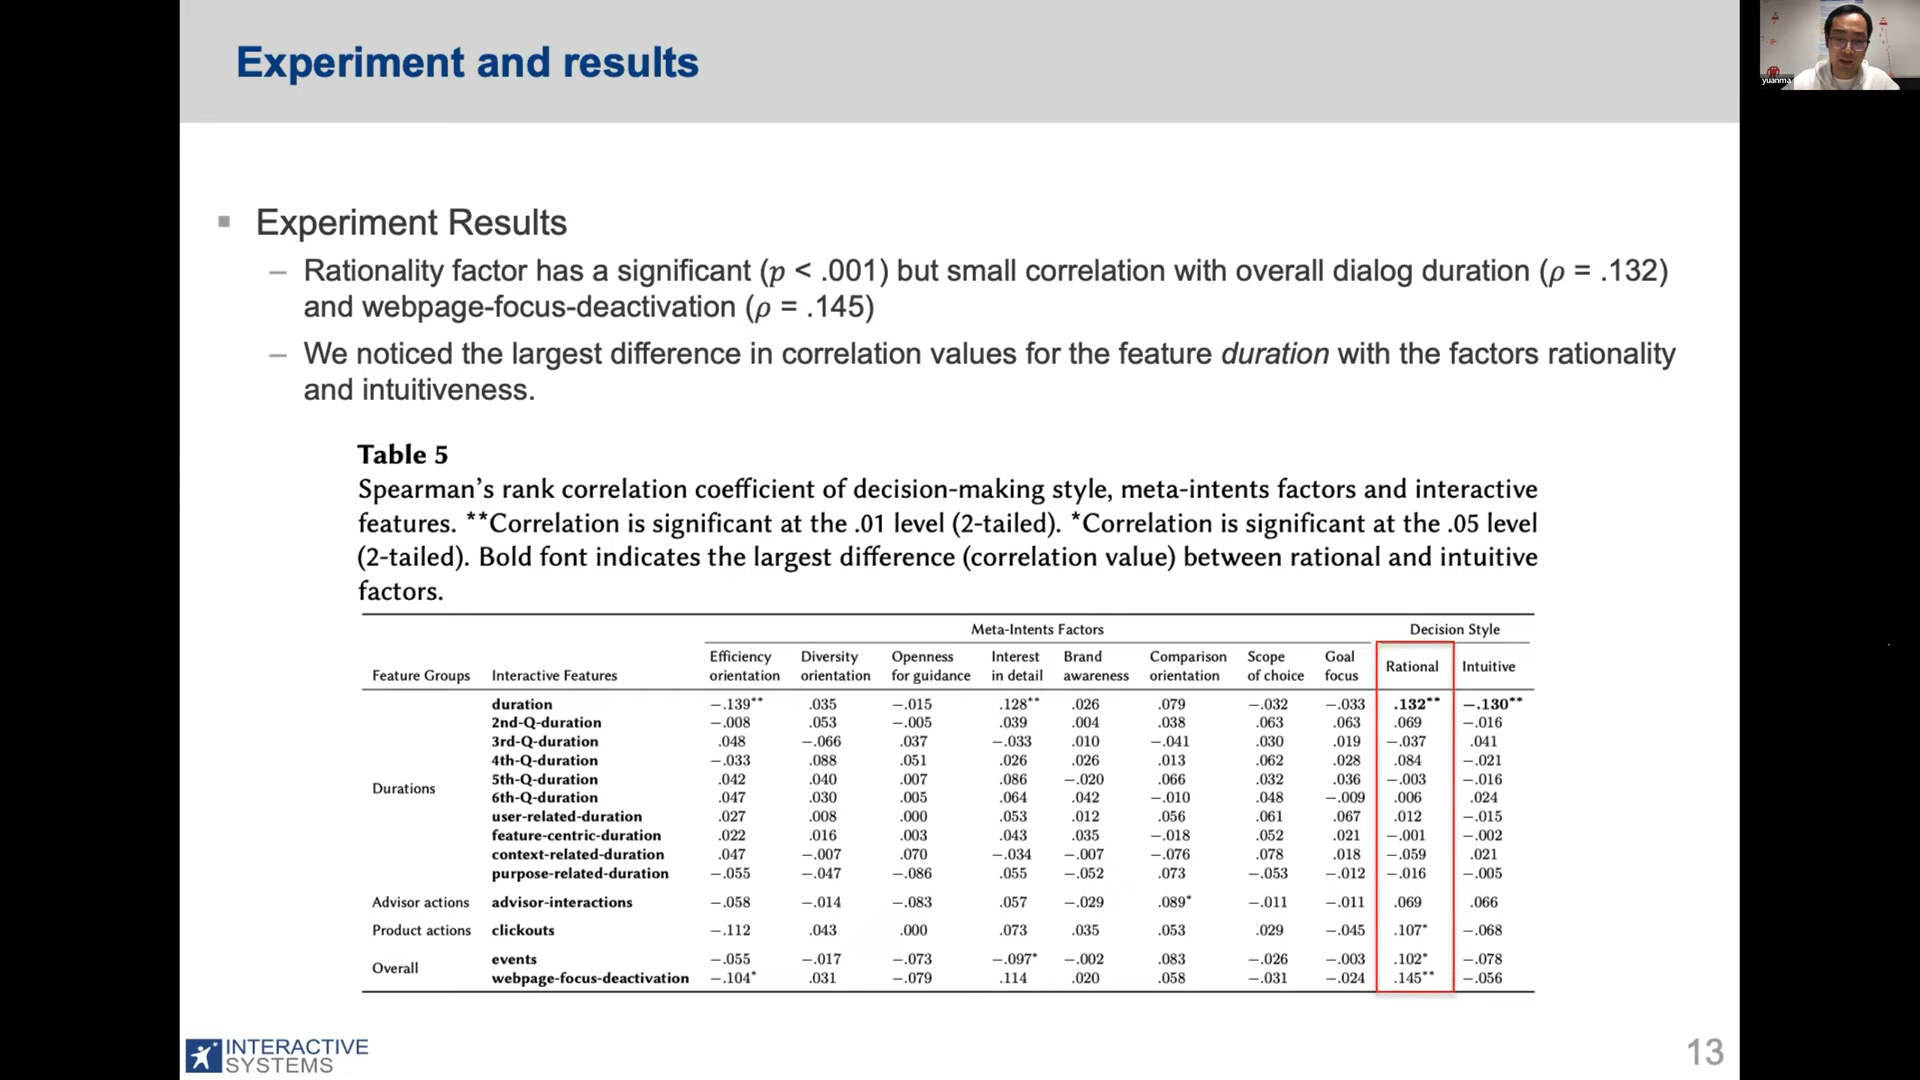 Experiment and results
yuanma
▪ Experiment Results
– Rationality factor has a significant (p < .001) but small correlation with overall dialog duration (ρ = .132)
and webpage-focus-deactivation (ρ = .145)
– We noticed the largest difference in correlation values for the feature duration with the factors rationality
and intuitiveness.
Table 5
Spearman's rank correlation coefficient of decision-making style, meta-intents factors and interactive
features. **Correlation is significant at the .01 level (2-tailed). *Correlation is significant at the .05 level
(2-tailed). Bold font indicates the largest difference (correlation value) between rational and intuitive
factors.
Meta-Intents Factors Decision Style
Feature Groups Interactive Features Efficiency orientation Diversity orientation Openness for guidance Interest in detail Brand awareness Comparison orientation Scope of choice Goal focus Rational Intuitive
duration −.139** .035 −.015 .128** .026 .079 −.032 −.033 .132** −.130**
2nd-Q-duration −.008 .053 −.005 .039 .004 .038 .063 .063 .069 −.016
3rd-Q-duration .048 −.066 .037 −.033 .010 −.041 .030 .019 −.037 .041
4th-Q-duration −.033 .088 .051 .026 .026 .013 .062 .028 .084 −.021
Durations
5th-Q-duration .042 .040 .007 .086 −.020 .066 .032 .036 −.003 −.016
6th-Q-duration .047 .030 .005 .064 .042 −.010 .048 −.009 .006 .024
user-related-duration .027 .008 .000 .053 .012 .056 .061 .067 .012 −.015
feature-centric-duration .022 .016 .003 .043 .035 −.018 .052 .021 −.001 −.002
context-related-duration .047 −.007 .070 −.034 −.007 −.076 .078 .018 −.059 .021
purpose-related-duration −.055 −.047 −.086 .055 −.052 .073 −.053 −.012 −.016 −.005
Advisor actions advisor-interactions −.058 −.014 −.083 .057 −.029 .089* −.011 −.011 .069 .066
Product actions clickouts −.112 .043 .000 .073 .035 .053 .029 −.045 .107* −.068
Overall
events −.055 −.017 −.073 −.097* −.002 .083 −.026 −.003 .102* −.078
webpage-focus-deactivation −.104* .031 −.079 .114 .020 .058 −.031 −.024 .145** −.056
INTERACTIVE
SYSTEMS
13